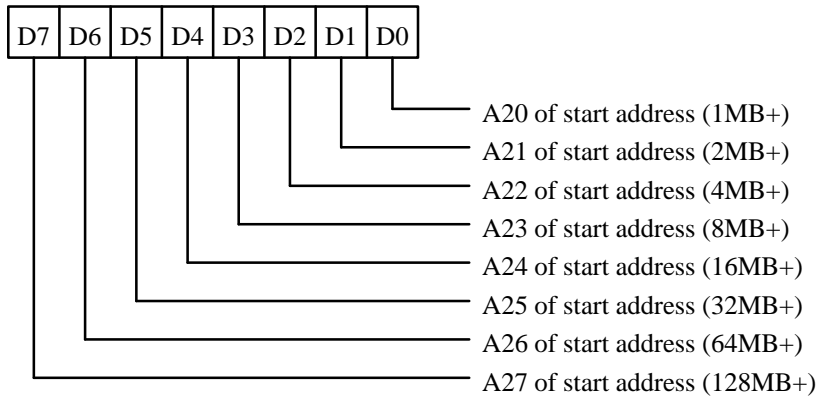 D7 D6 D5 D4 D3 D2 D1 D0
A20 of start address (1MB+)
A21 of start address (2MB+)
A22 of start address (4MB+)
A23 of start address (8MB+)
A24 of start address (16MB+)
A25 of start address (32MB+)
A26 of start address (64MB+)
A27 of start address (128MB+)